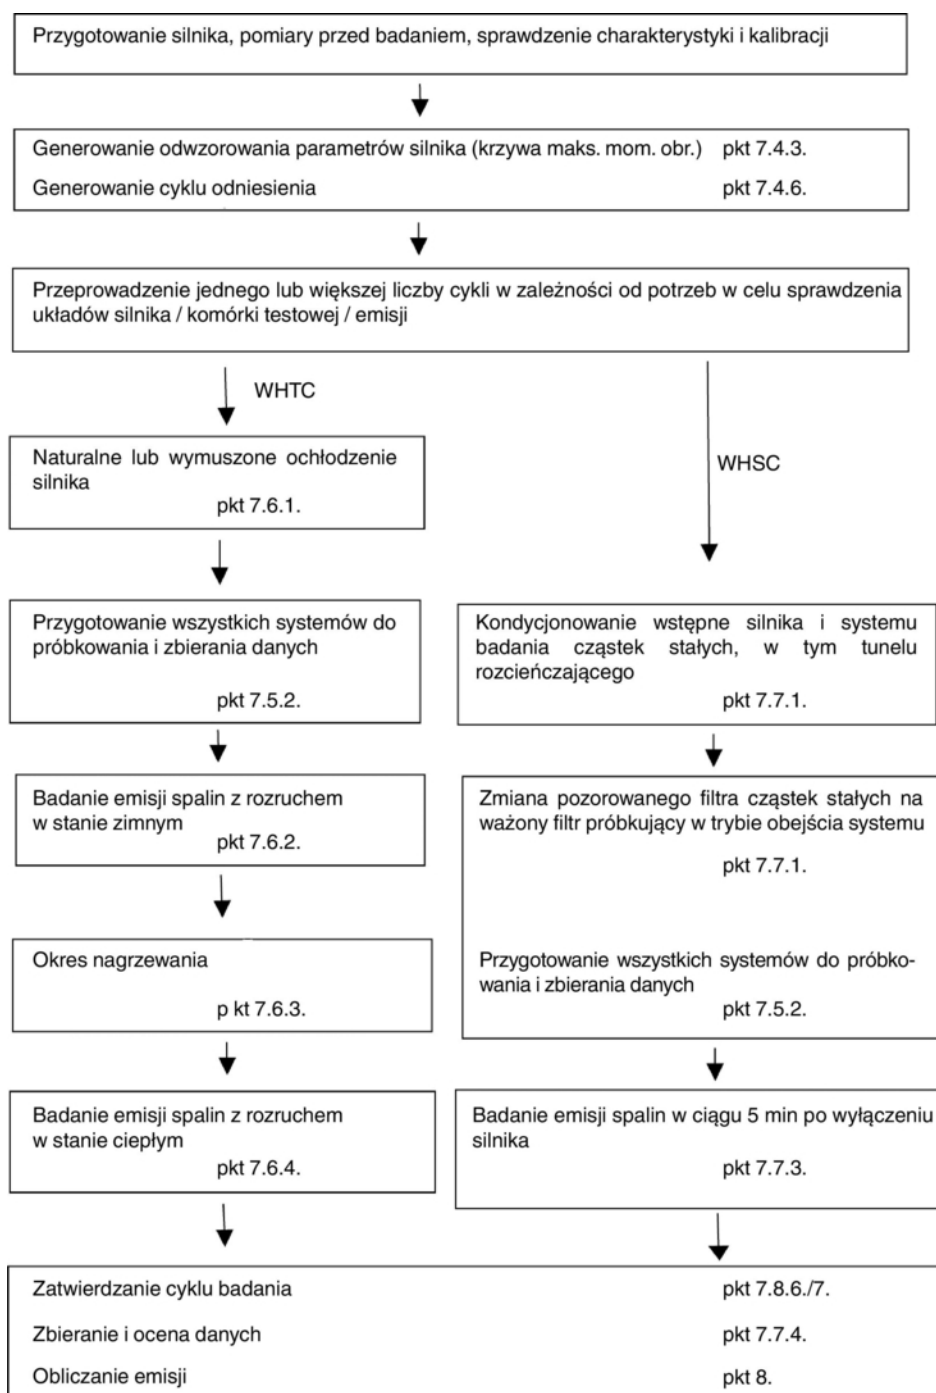 Przygotowanie silnika, pomiary przed badaniem, sprawdzenie charakterystyki i kalibracji
Generowanie odwzorowania parametrów silnika (krzywa maks. mom. obr.) pkt 7.4.3.
Generowanie cyklu odniesienia pkt 7.4.6.
Przeprowadzenie jednego lub większej liczby cykli w zależności od potrzeb w celu sprawdzenia
układów silnika / komórki testowej / emisji
WHTC
Naturalne lub wymuszone ochłodzenie
silnika
pkt 7.6.1.
Przygotowanie wszystkich systemów do
próbkowania i zbierania danych
pkt 7.5.2.
Badanie emisji spalin z rozruchem
w stanie zimnym
pkt 7.6.2.
Okres nagrzewania
p kt 7.6.3.
Badanie emisji spalin z rozruchem
w stanie ciepłym
pkt 7.6.4.
WHSC
Kondycjonowanie wstępne silnika i systemu
badania cząstek stałych, w tym tunelu
rozcieńczającego
pkt 7.7.1.
Zmiana pozorowanego filtra cząstek stałych na
ważony filtr próbkujący w trybie obejścia systemu
pkt 7.7.1.
Przygotowanie wszystkich systemów do próbko-
wania i zbierania danych
pkt 7.5.2.
Badanie emisji spalin w ciągu 5 min po wyłączeniu
silnika
pkt 7.7.3.
Zatwierdzanie cyklu badania pkt 7.8.6./7.
Zbieranie i ocena danych pkt 7.7.4.
Obliczanie emisji pkt 8.